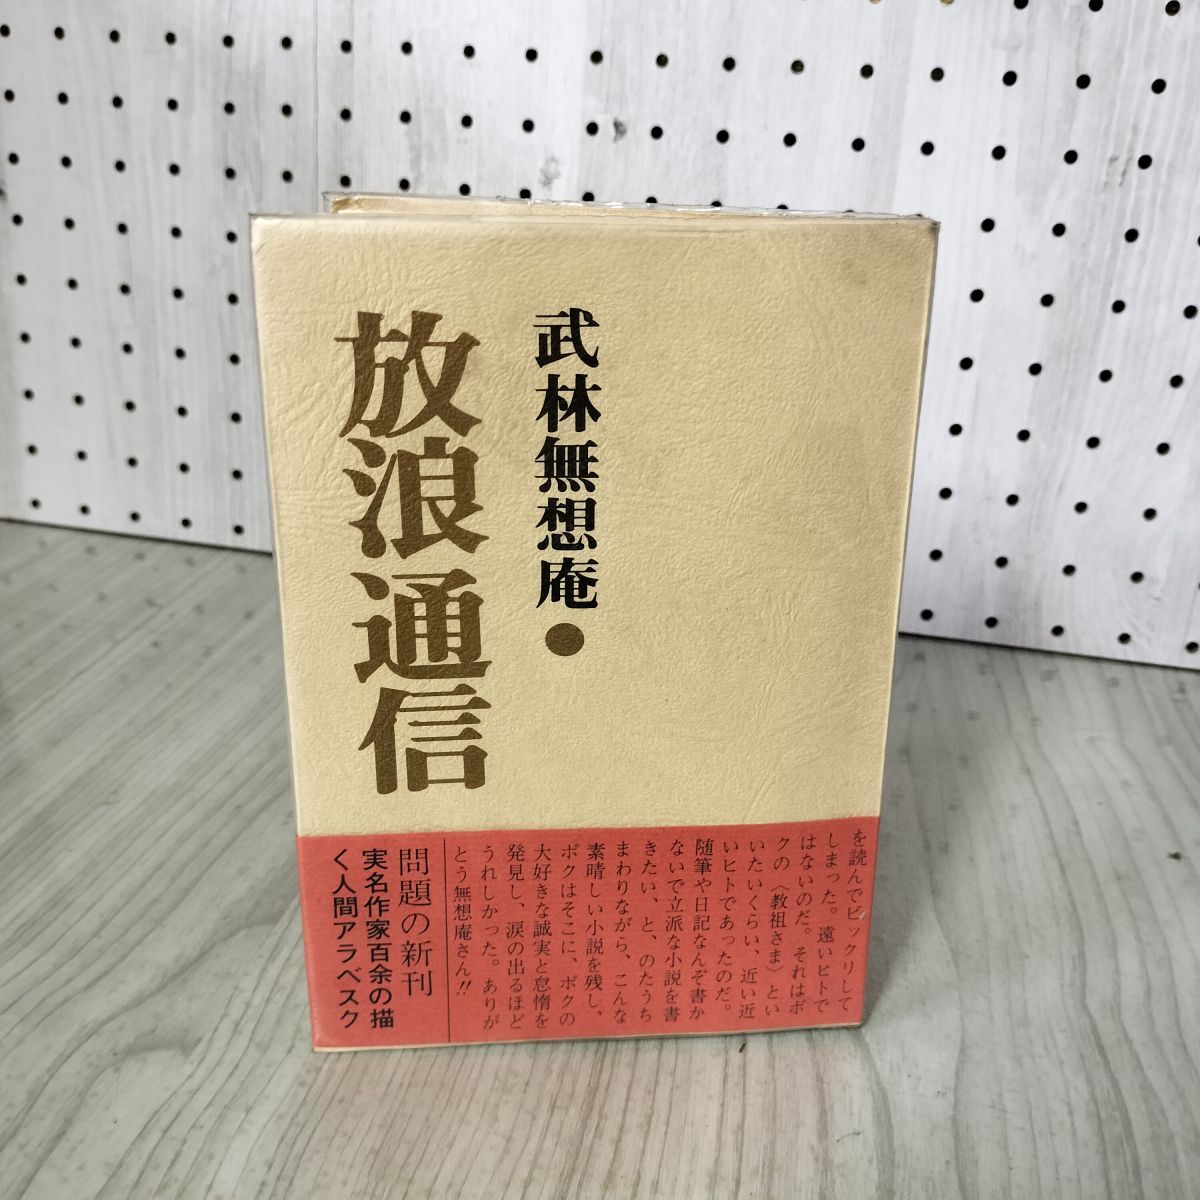 武林無想庵●
放浪通信
を読んでビックリして
しまった。遠いヒトで
はないのだ。それはボ
クの〈教祖さま〉とい
いたいくらい、近い近
いヒトであったのだ。
随筆や日記なんぞ書か
ないで立派な小説を書
きたい、と、のたうち
まわりながら、こんな
素晴しい小説を残し、
ボクはそこに、ボクの
大好きな誠実と怠惰を
発見し、涙の出るほど
うれしかった。ありが
とう無想庵さん!!
問題の新刊
実名作家百余の描
く人間アラベスク